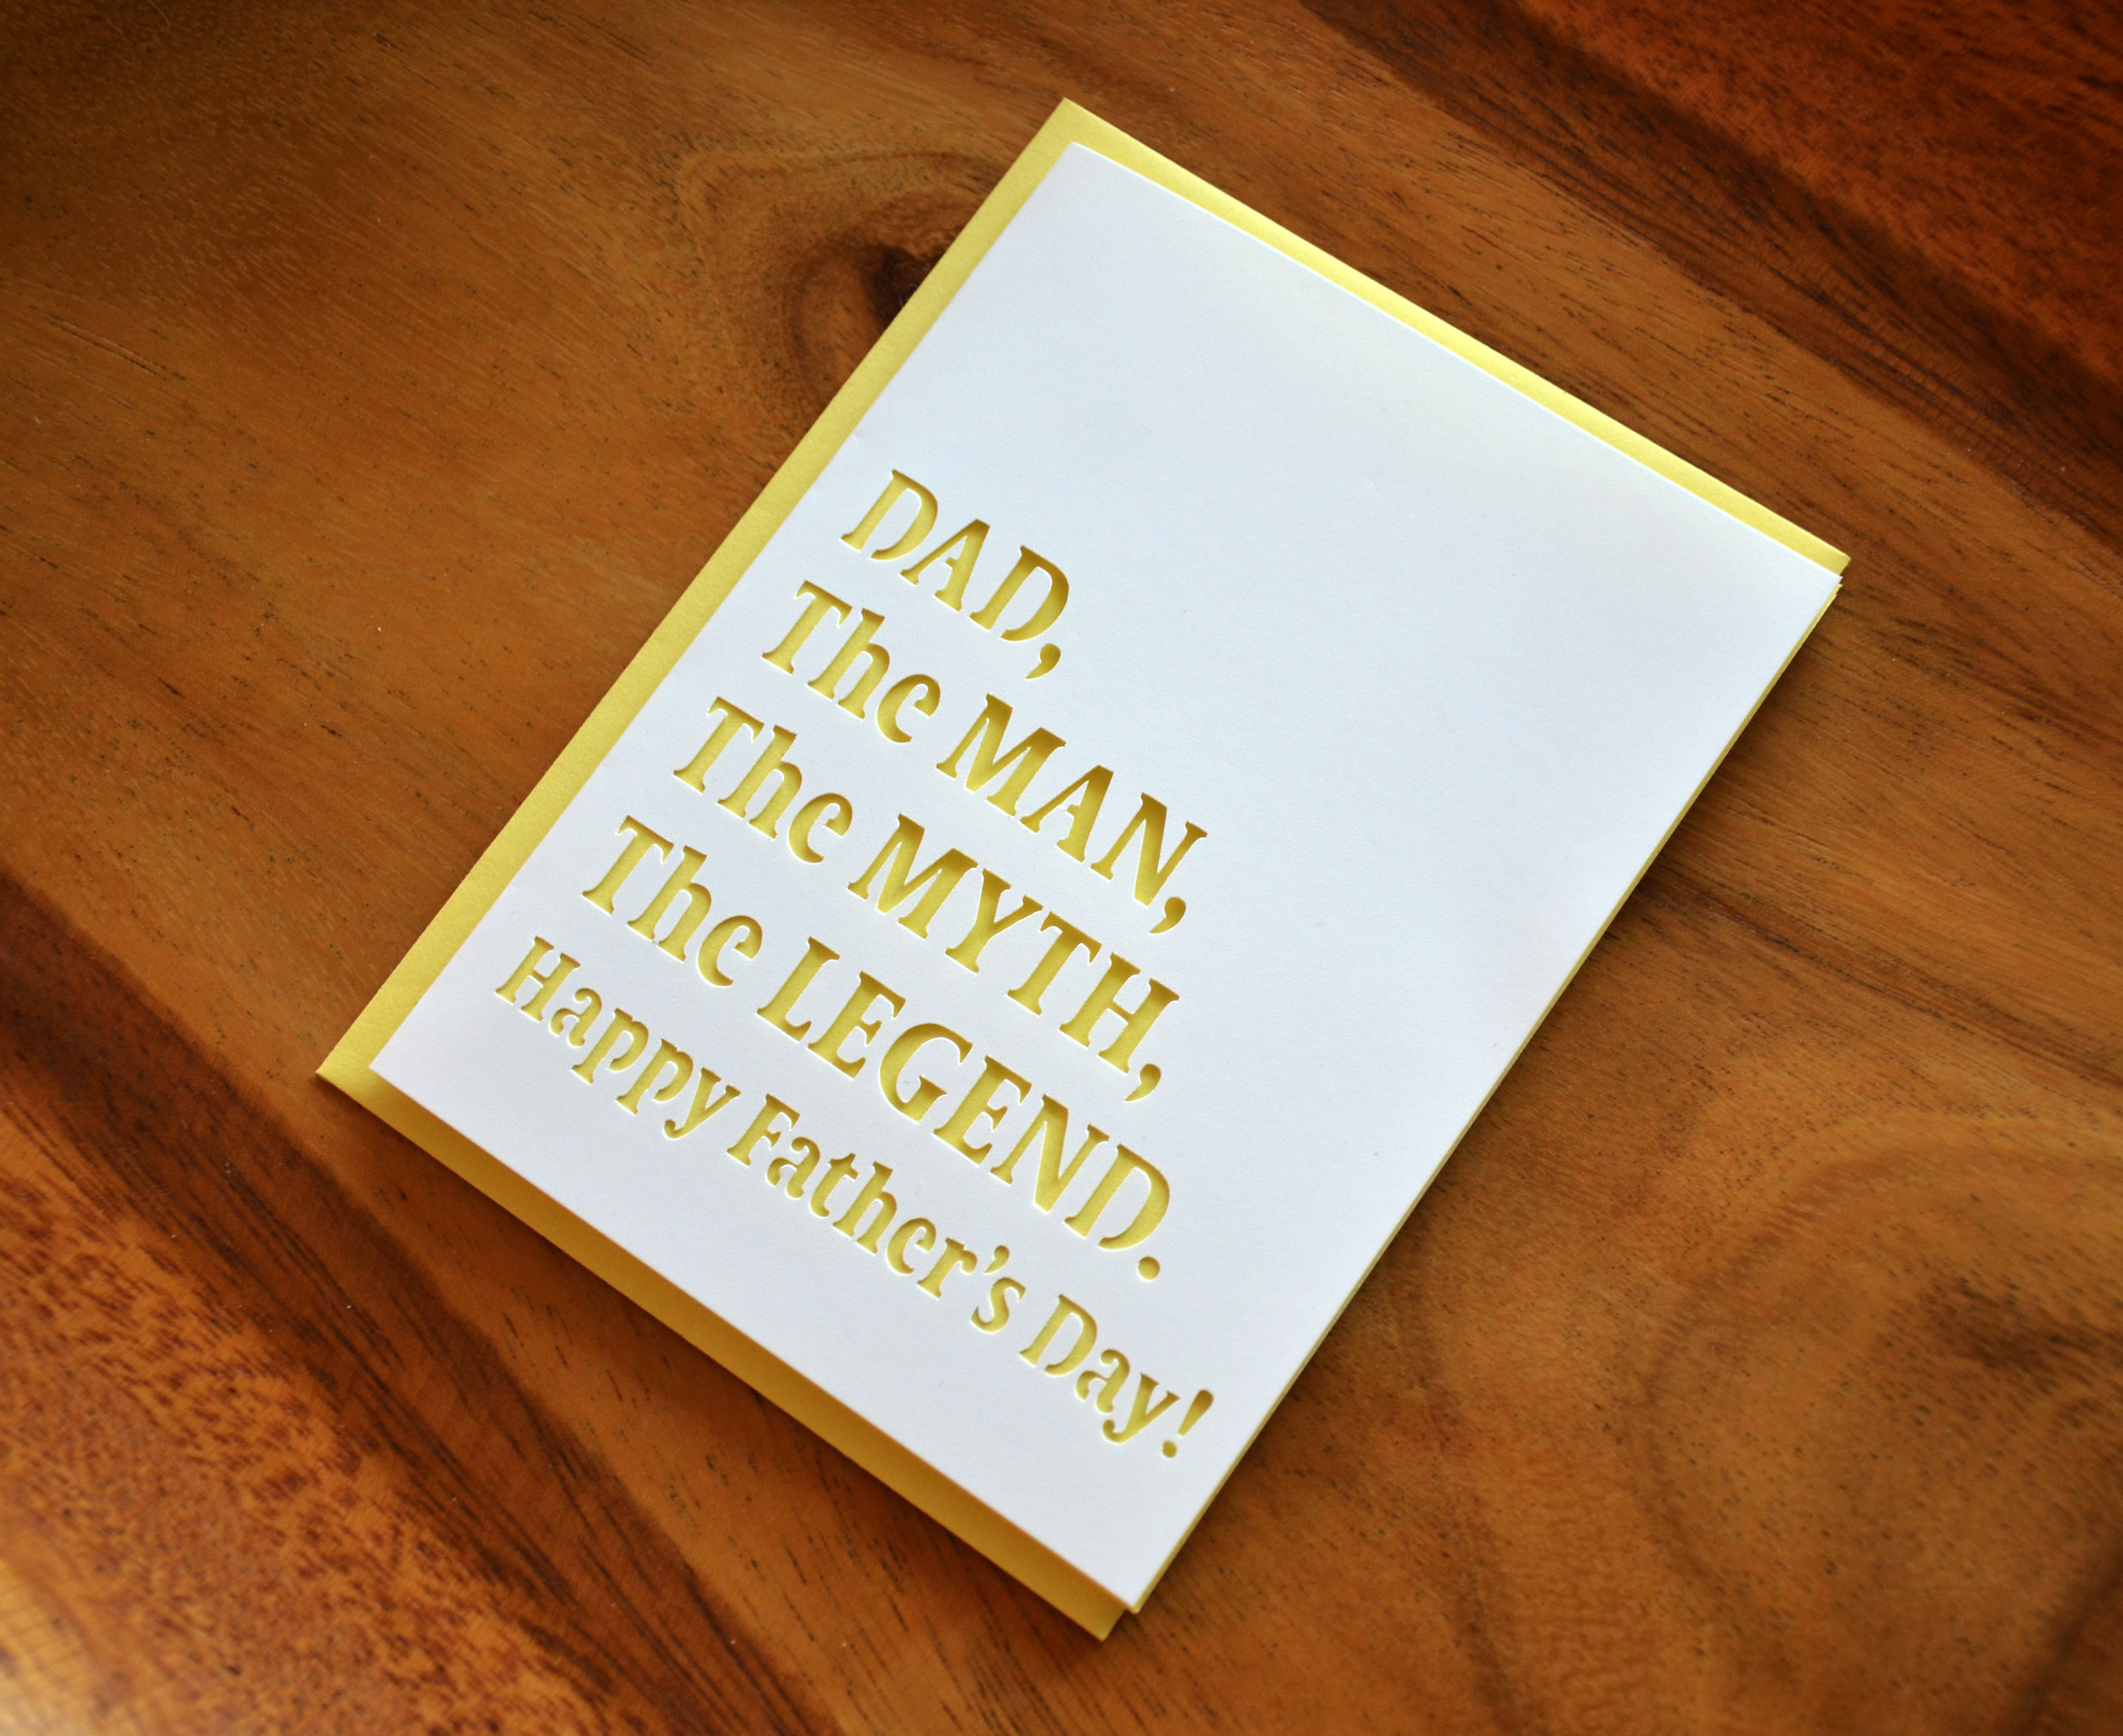 DAD,
The MAN,
The MYTH,
The LEGEND.
Happy Father’s Day!